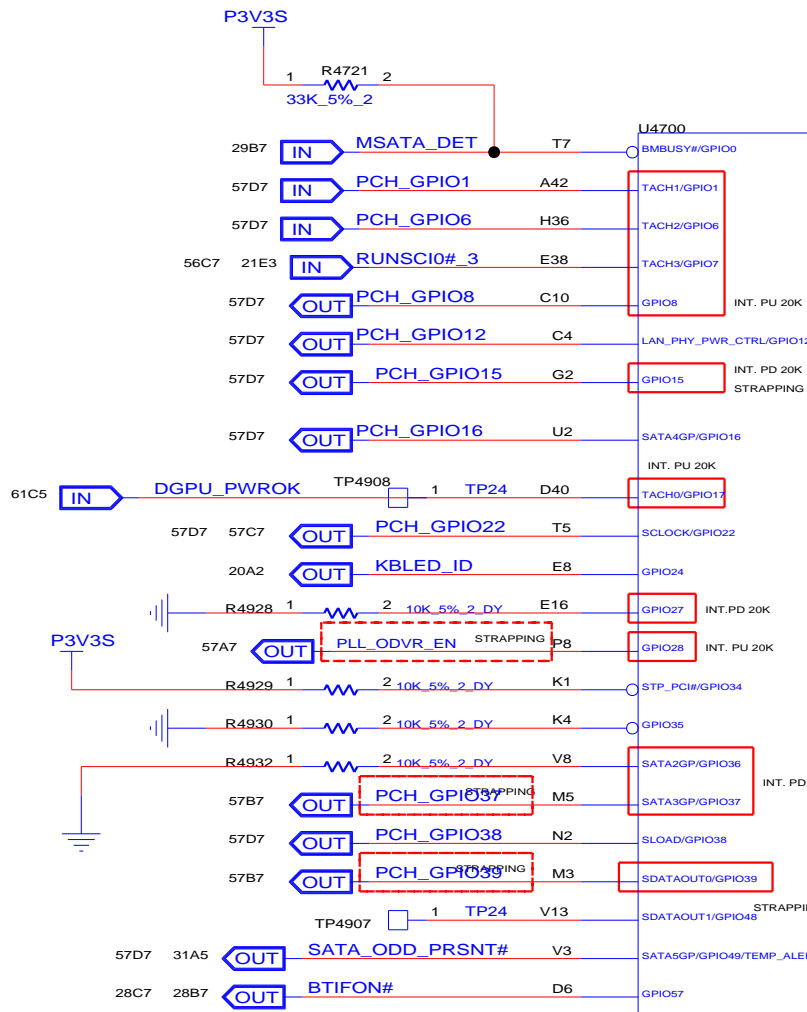 P3V3S
1 R4721 2
33K_5%_2
U4700
29B7 IN MSATA_DET T7 BMBUSY#/GPIO0
57D7 IN PCH_GPIO1 A42 TACH1/GPIO1
57D7 IN PCH_GPIO6 H36 TACH2/GPIO6
56C7 21E3 IN RUNSCI0#_3 E38 TACH3/GPIO7
57D7 OUT PCH_GPIO8 C10 GPIO8 INT. PU 20K
57D7 OUT PCH_GPIO12 C4 LAN_PHY_PWR_CTRL/GPIO12
57D7 OUT PCH_GPIO15 G2 GPIO15 INT. PD 20K
STRAPPING
57D7 OUT PCH_GPIO16 U2 SATA4GP/GPIO16
INT. PU 20K
61C5 IN DGPU_PWROK TP4908 1 TP24 D40 TACH0/GPIO17
57D7 57C7 OUT PCH_GPIO22 T5 SCLOCK/GPIO22
20A2 OUT KBLED_ID E8 GPIO24
R4928 1 2 10K_5%_2_DY E16 GPIO27 INT.PD 20K
P3V3S
57A7 OUT PLL_ODVR_EN STRAPPING P8 GPIO28 INT. PU 20K
R4929 1 2 10K_5%_2_DY K1 STP_PCI#/GPIO34
R4930 1 2 10K_5%_2_DY K4 GPIO35
R4932 1 2 10K_5%_2_DY V8 SATA2GP/GPIO36
INT. PD
57B7 OUT PCH_GPIO37 STRAPPING M5 SATA3GP/GPIO37
57D7 OUT PCH_GPIO38 N2 SLOAD/GPIO38
57B7 OUT PCH_GPIO39 STRAPPING M3 SDATAOUT0/GPIO39
STRAPPI
TP4907 1 TP24 V13 SDATAOUT1/GPIO48
57D7 31A5 OUT SATA_ODD_PRSNT# V3 SATA5GP/GPIO49/TEMP_ALE
28C7 28B7 OUT BTIFON# D6 GPIO57